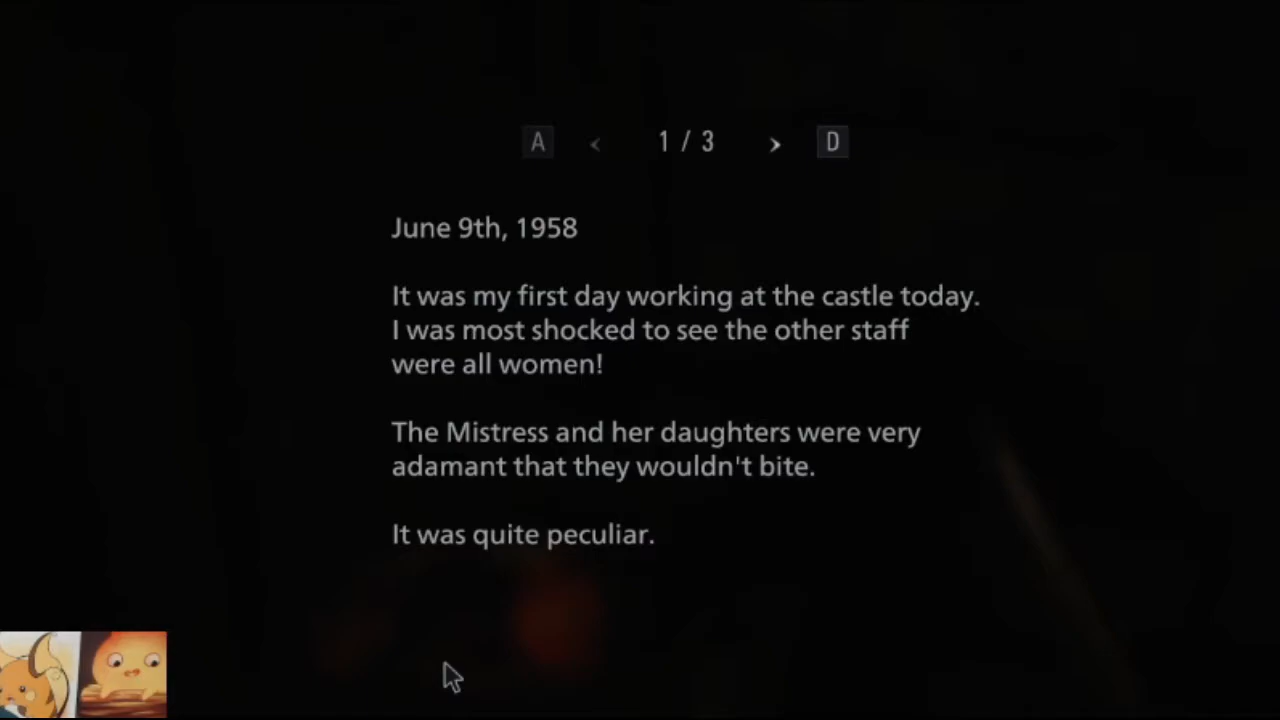 A < 1 / 3 > D
June 9th, 1958
It was my first day working at the castle today.
I was most shocked to see the other staff
were all women!
The Mistress and her daughters were very
adamant that they wouldn't bite.
It was quite peculiar.